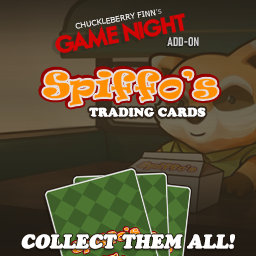 CHUCKLEBERRY FINN'S
GAME NIGHT
ADD-ON
Spiffo's
TRADING CARDS
COLLECT THEM ALL!